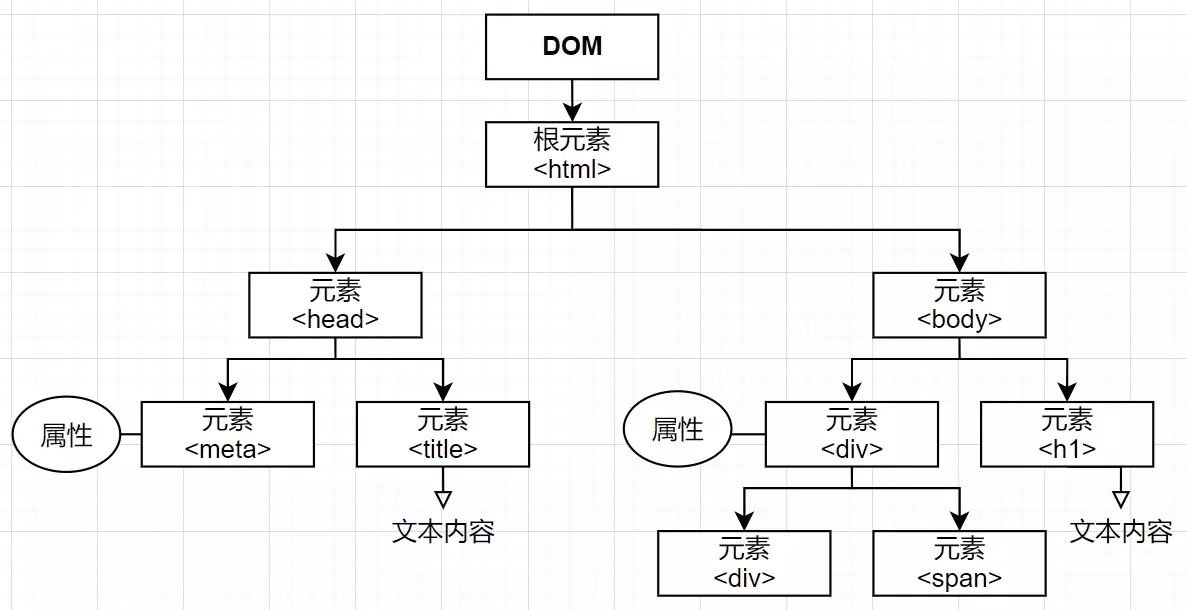 DOM
根元素
<html>
元素
<head>
元素
<body>
属性
元素
<meta>
元素
<title>
属性
元素
<div>
元素
<h1>
文本内容
文本内容
元素
<div>
元素
<span>